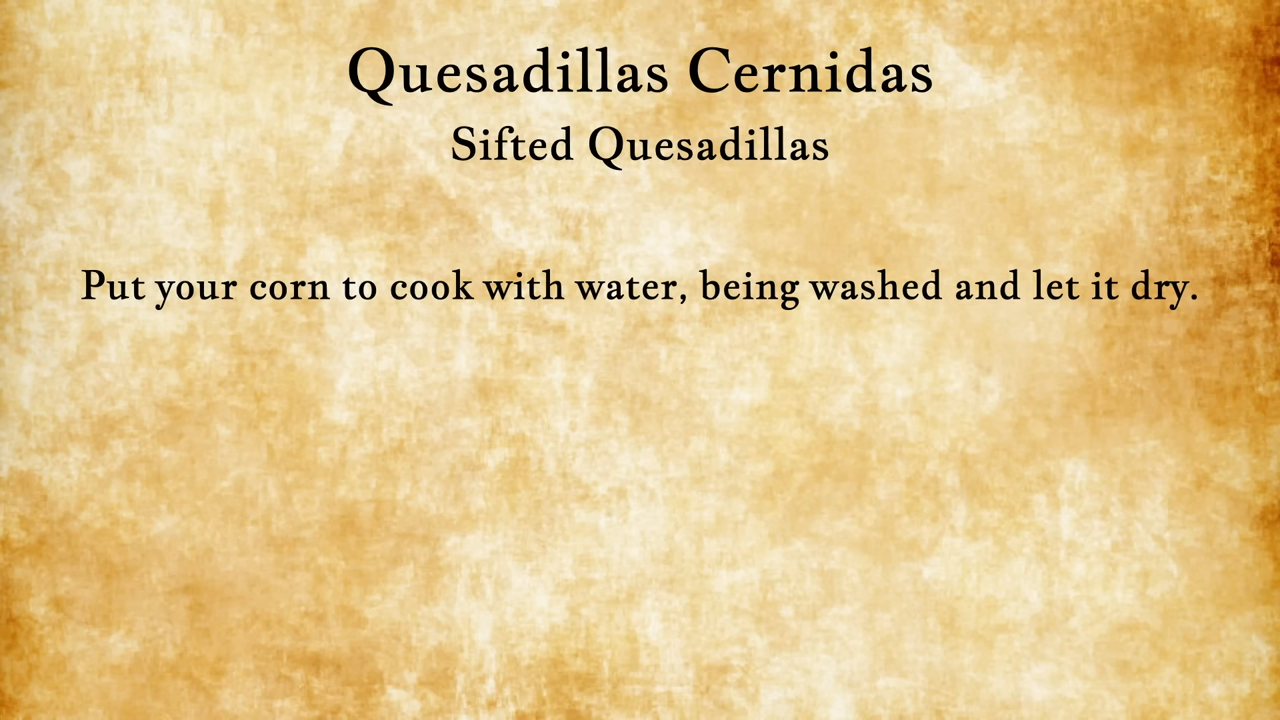 Quesadillas Cernidas
Sifted Quesadillas
Put your corn to cook with water, being washed and let it dry.